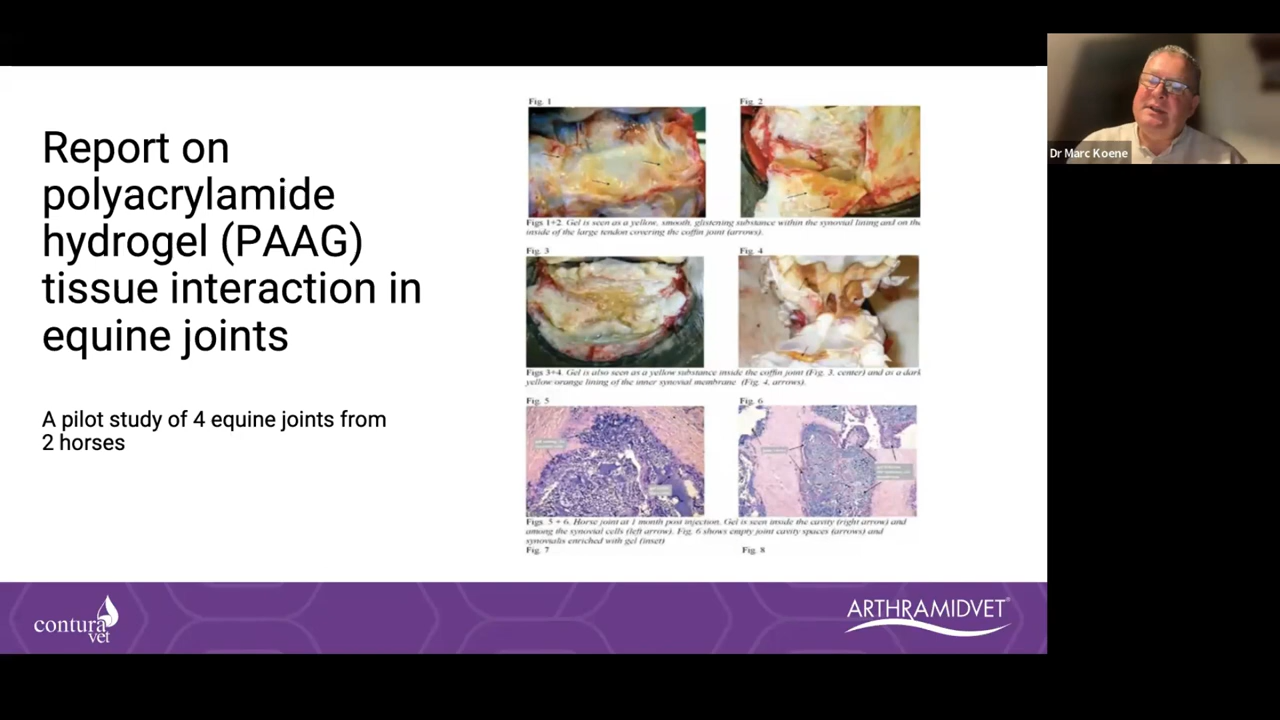 Report on
polyacrylamide
hydrogel (PAAG)
tissue interaction in
equine joints
A pilot study of 4 equine joints from
2 horses
Fig. 1
Fig. 2
Figs 1+2. Gel is seen as a yellow, smooth, glistening substance within the synovial lining and on the
inside of the large tendon covering the coffin joint (arrows).
Fig. 3
Fig. 4
Figs 3+4. Gel is also seen as a yellow substance inside the coffin joint (Fig. 3, center) and as a dark
yellow orange lining of the inner synovial membrane (Fig. 4, arrows).
Fig. 5
Fig. 6
Figs. 5 + 6. Horse joint at 1 month post injection. Gel is seen inside the cavity (right arrow) and
among the synovial cells (left arrow). Fig. 6 shows empty joint cavity spaces (arrows) and
synovialis enriched with gel (inset)
Fig. 7
Fig. 8
contura
vet
ARTHRAMIDVET®
Dr Marc Koene